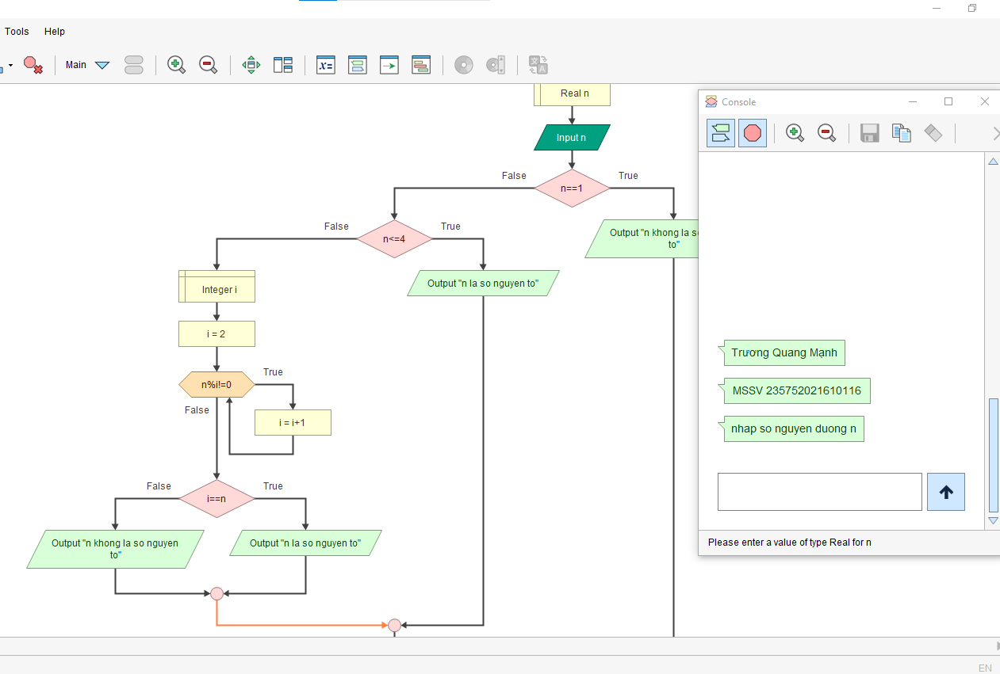 Tools Help
Main
x=
Real n
Input n
False
True
n==1
False
True
n<=4
Output "n khong la s
to"
Integer i
Output "n la so nguyen to"
i = 2
True
n%i!=0
False
i = i+1
False
True
i==n
Output "n khong la so nguyen
to"
Output "n la so nguyen to"
Console
Trương Quang Mạnh
MSSV 235752021610116
nhap so nguyen duong n
Please enter a value of type Real for n
EN